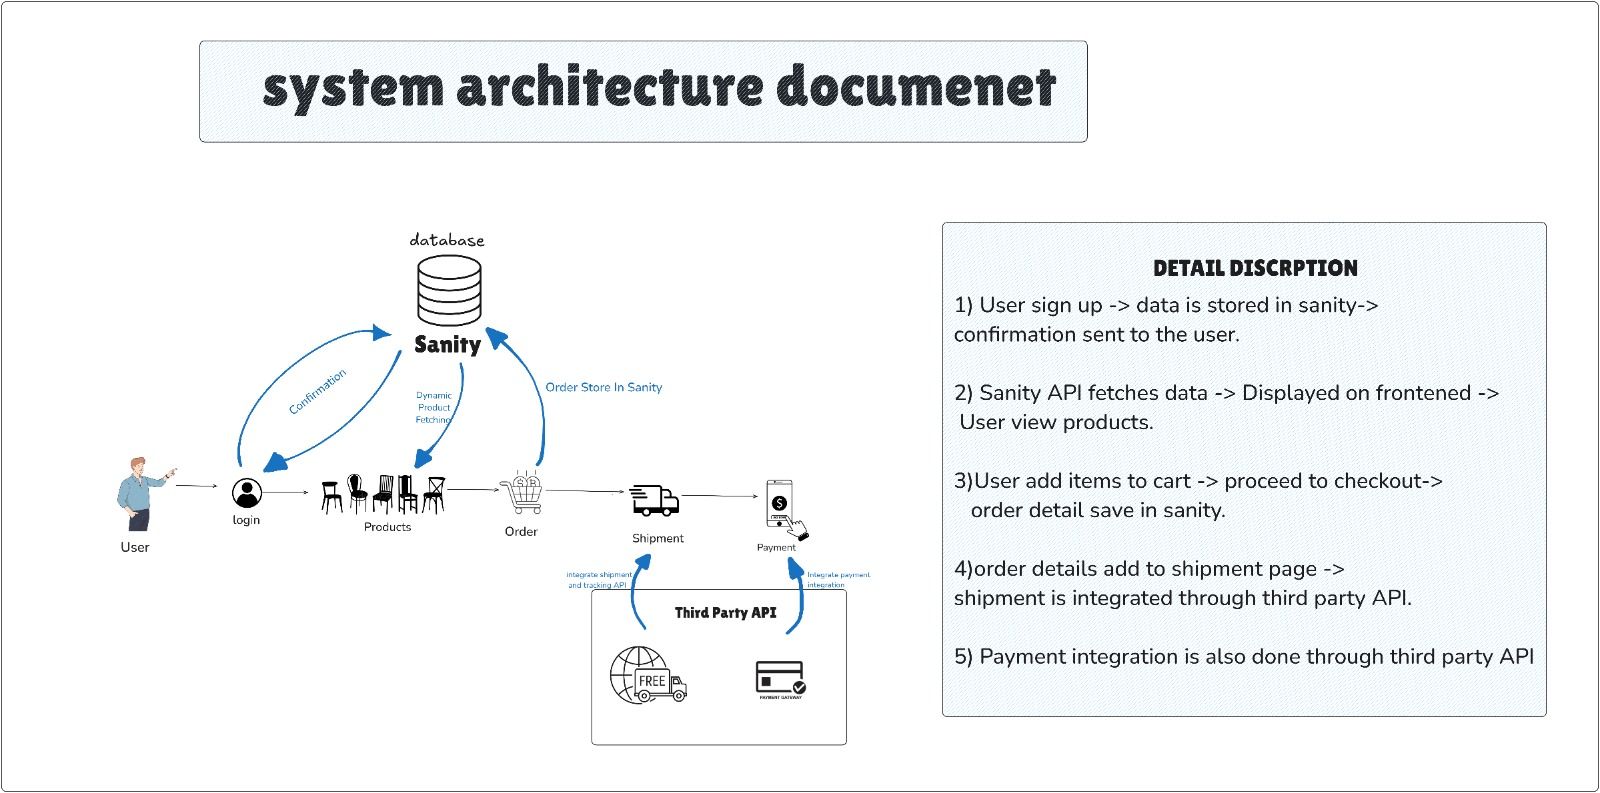 system architecture documenet
database
Sanity
Confirmation
Dynamic
Product
Fetching
Order Store In Sanity
User
login
Products
Order
Shipment
Payment
integrate shipment
and tracking API
Integrate payment
integration
Third Party API
FREE
PAYMENT GATEWAY
DETAIL DISCRPTION
1) User sign up -> data is stored in sanity->
confirmation sent to the user.
2) Sanity API fetches data -> Displayed on frontened ->
User view products.
3)User add items to cart -> proceed to checkout->
order detail save in sanity.
4)order details add to shipment page ->
shipment is integrated through third party API.
5) Payment integration is also done through third party API